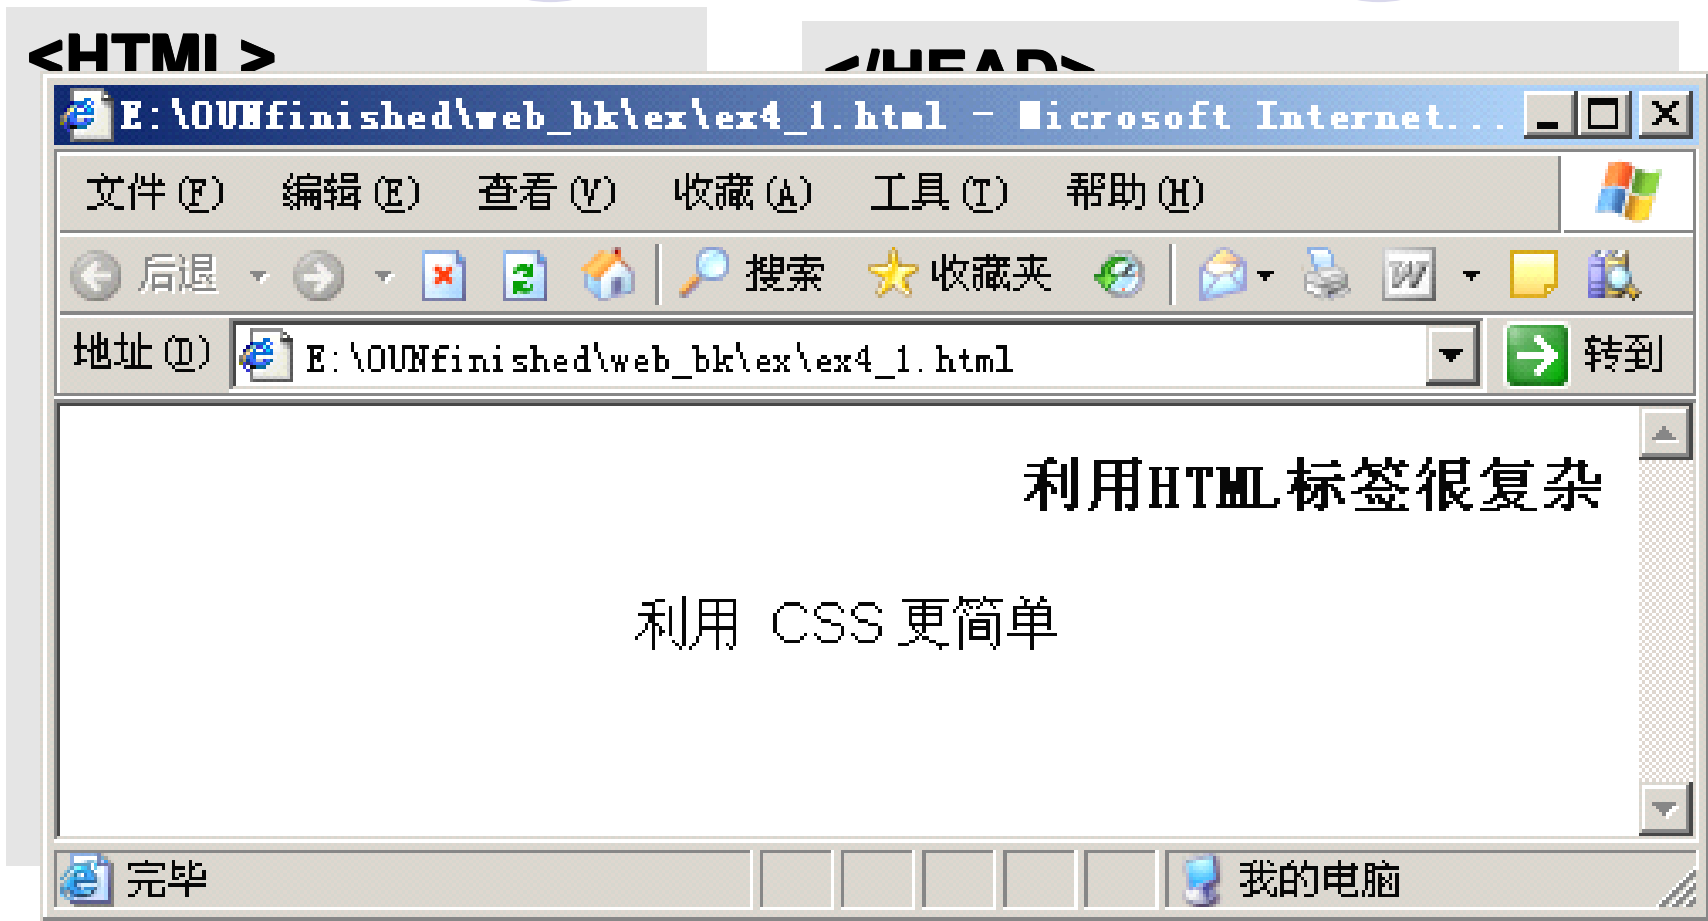 <HTML>
</HEAD>
E:\OUNfinished\web_bk\ex\ex4_1.html - Microsoft Internet...
文件(F) 编辑(E) 查看(V) 收藏(A) 工具(T) 帮助(H)
后退 搜索 收藏夹
地址(D) E:\OUNfinished\web_bk\ex\ex4_1.html 转到
利用HTML标签很复杂
利用 CSS 更简单
完毕 我的电脑